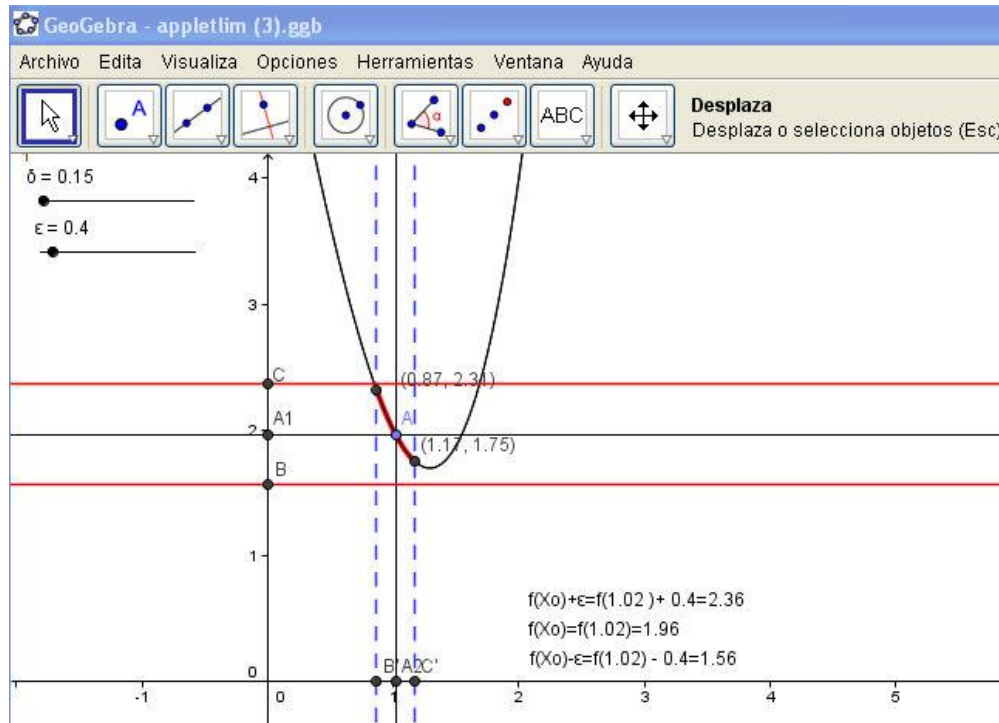 GeoGebra - appletlim (3).ggb
Archivo Edita Visualiza Opciones Herramientas Ventana Ayuda
A α ABC
Desplaza
Desplaza o selecciona objetos (Esc)
δ = 0.15
ε = 0.4
4
3
C
(0.87, 2.31)
A1
A
2
(1.17, 1.75)
B
1
f(Xo)+ε=f(1.02 )+ 0.4=2.36
f(Xo)=f(1.02)=1.96
f(Xo)-ε=f(1.02) - 0.4=1.56
0
B' A2 C'
-1 0 1 2 3 4 5